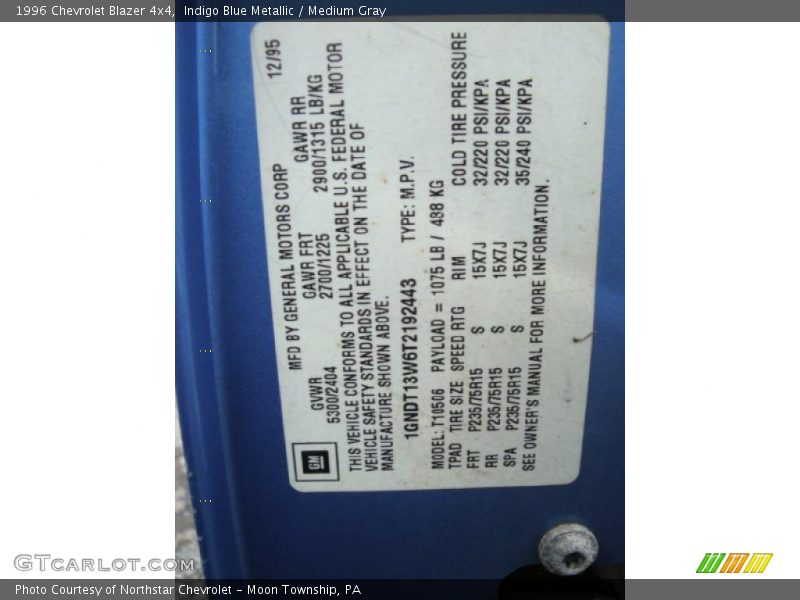 1996 Chevrolet Blazer 4x4,  Indigo Blue Metallic / Medium Gray
MFD BY GENERAL MOTORS CORP 12/95
GVWR GAWR FRT GAWR RR
5300/2404 2700/1225 2900/1315 LB/KG
THIS VEHICLE CONFORMS TO ALL APPLICABLE U.S. FEDERAL MOTOR
VEHICLE SAFETY STANDARDS IN EFFECT ON THE DATE OF
MANUFACTURE SHOWN ABOVE.
1GNDT13W6T2192443 TYPE: M.P.V.
MODEL: T10506 PAYLOAD = 1075 LB / 488 KG
TPAD TIRE SIZE SPEED RTG RIM COLD TIRE PRESSURE
FRT P235/75R15 S 15X7J 32/220 PSI/KPA
RR P235/75R15 S 15X7J 32/220 PSI/KPA
SPA P235/75R15 S 15X7J 35/240 PSI/KPA
SEE OWNER'S MANUAL FOR MORE INFORMATION.
GM
GTCARLOT.COM
Photo Courtesy of Northstar Chevrolet - Moon Township, PA